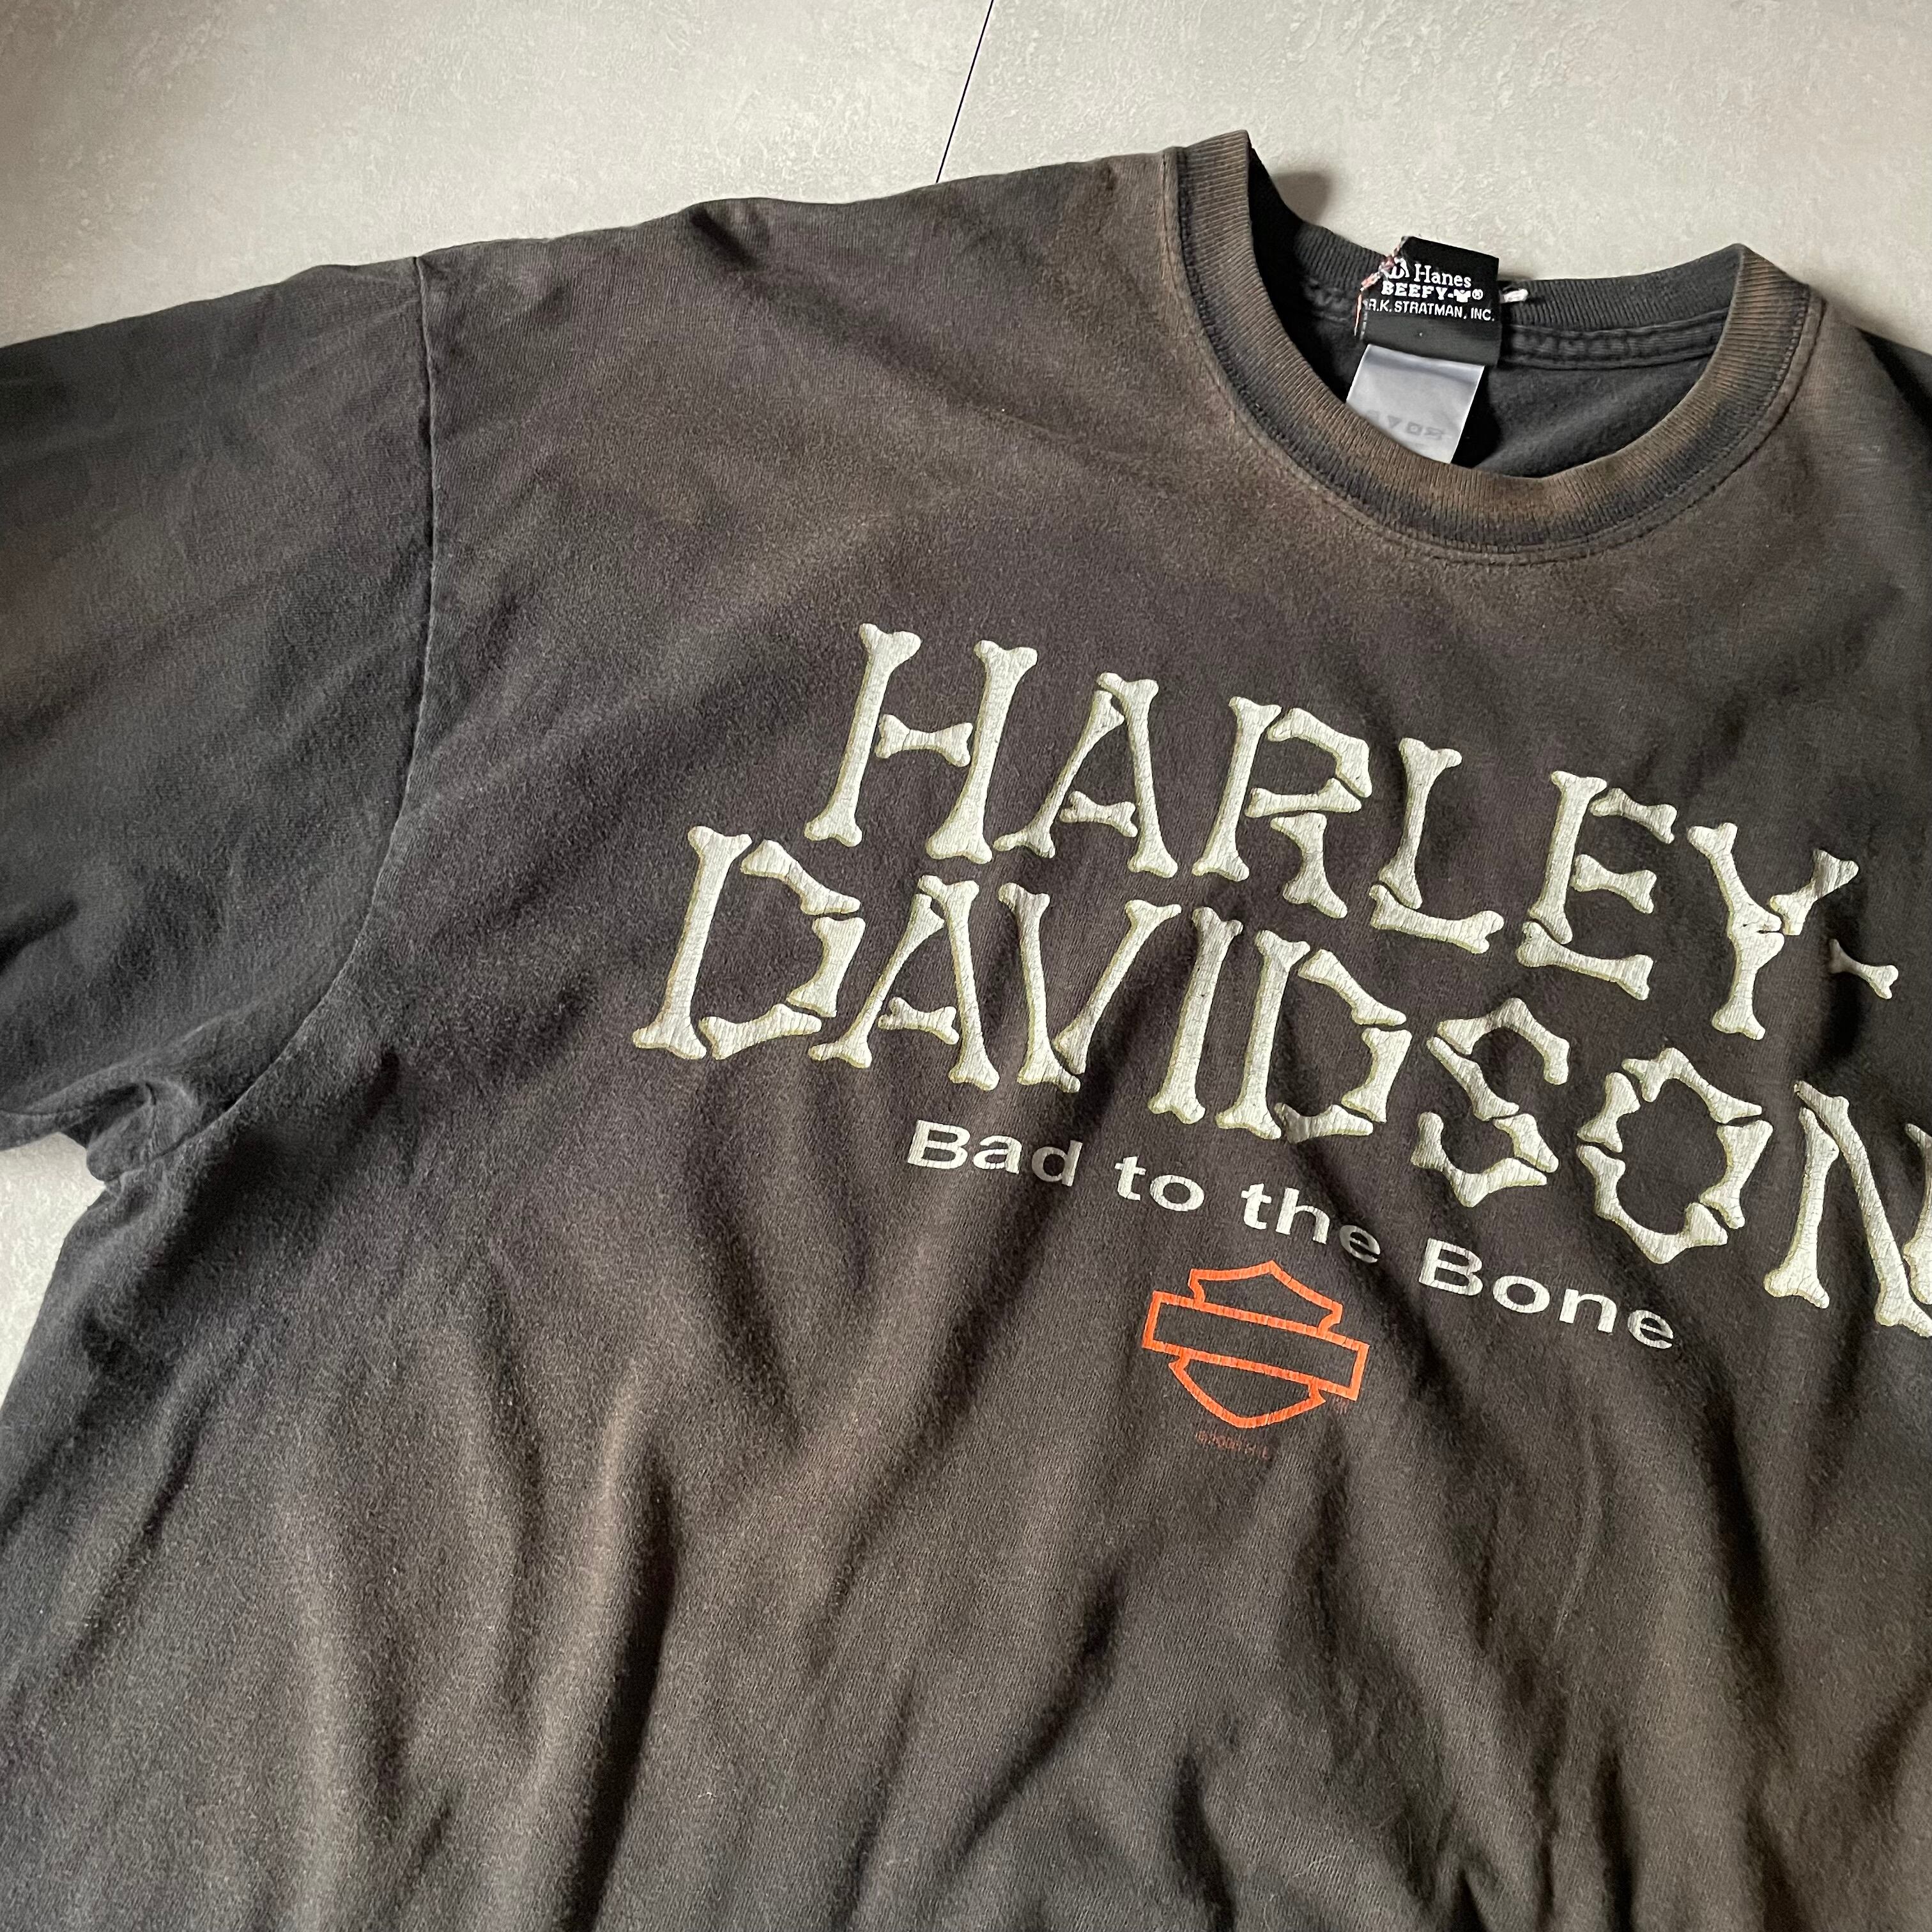 Hanes
BEEFY-T®
R.K. STRATMAN, INC.
HARLEY-
DAVIDSON
Bad to the Bone